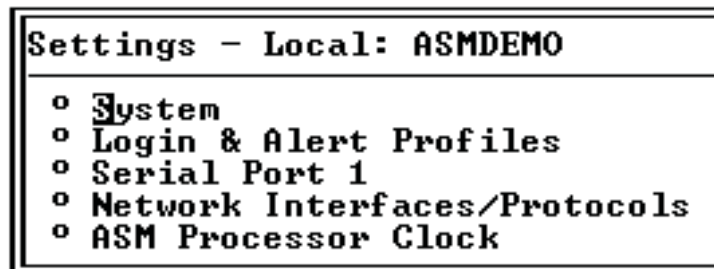 Settings - Local: ASMDEMO
° System
° Login & Alert Profiles
° Serial Port 1
° Network Interfaces/Protocols
° ASM Processor Clock